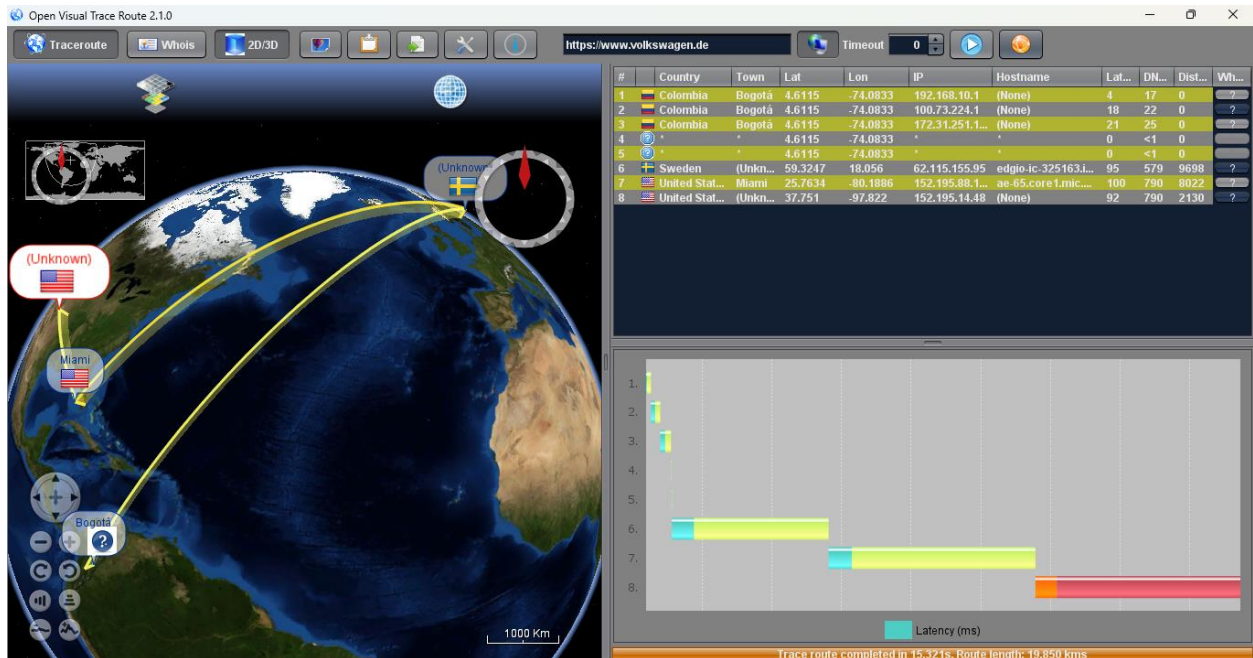 Open Visual Trace Route 2.1.0
Traceroute Whois 2D/3D https://www.volkswagen.de Timeout 0
# Country Town Lat Lon IP Hostname Lat... DN... Dist... Wh...
1 Colombia Bogotá 4.6115 -74.0833 192.168.10.1 (None) 4 17 0 ?
2 Colombia Bogotá 4.6115 -74.0833 100.73.224.1 (None) 18 22 0 ?
3 Colombia Bogotá 4.6115 -74.0833 172.31.251.1... (None) 21 25 0 ?
4 * * 4.6115 -74.0833 * * 0 <1 0
5 * * 4.6115 -74.0833 * * 0 <1 0
6 Sweden (Unkn... 59.3247 18.056 62.115.155.95 edgio-ic-325163.i... 95 579 9698 ?
7 United Stat... Miami 25.7634 -80.1886 152.195.88.1... ae-65.core1.mic.... 100 790 8022 ?
8 United Stat... (Unkn... 37.751 -97.822 152.195.14.48 (None) 92 790 2130 ?
(Unknown)
(Unknown)
Miami
Bogotá
?
1000 Km
1.
2.
3.
4.
5.
6.
7.
8.
Latency (ms)
Trace route completed in 15.321s. Route length: 19.850 kms